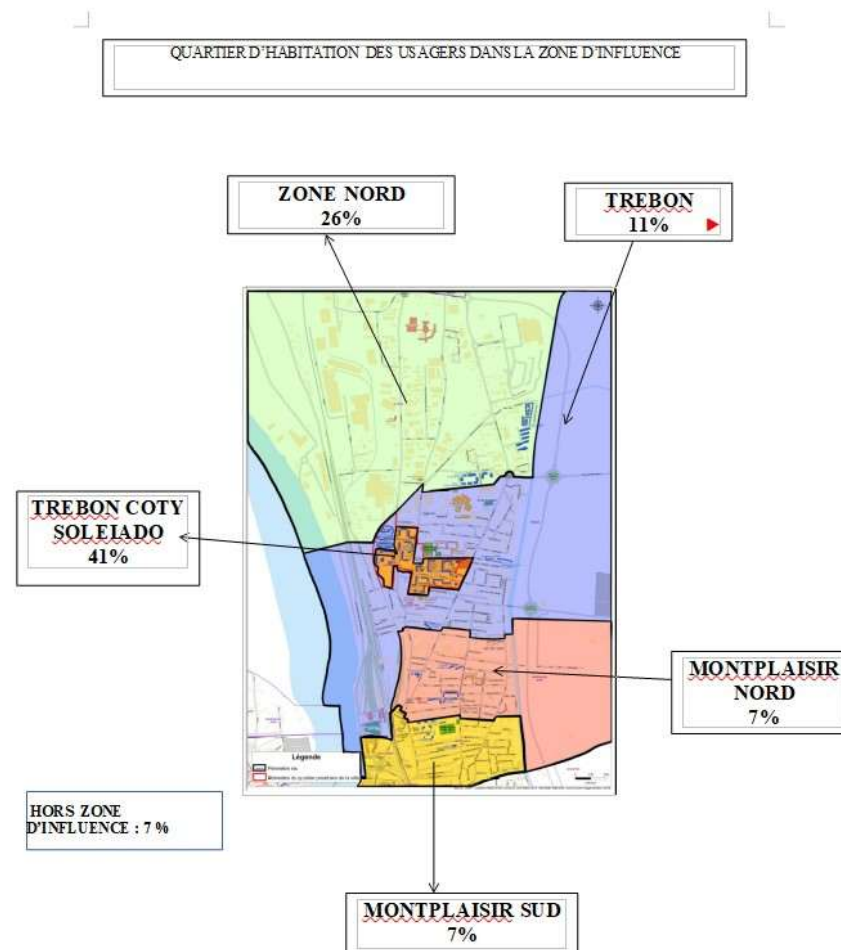 QUARTIER D'HABITATION DES USAGERS DANS LA ZONE D'INFLUENCE
ZONE NORD
26%
TREBON
11%
TREBON COTY
SOLEIADO
41%
MONTPLAISIR
NORD
7%
Légende
HORS ZONE
D'INFLUENCE : 7 %
MONTPLAISIR SUD
7%